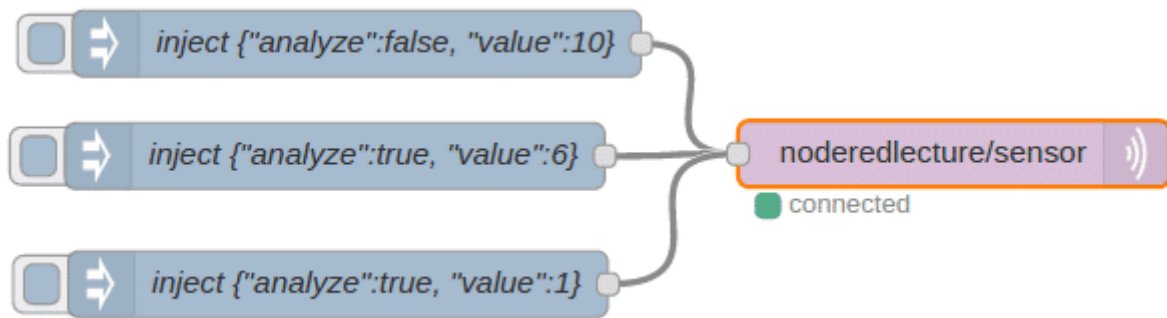 inject {"analyze":false, "value":10}
inject {"analyze":true, "value":6}
noderedlecture/sensor
connected
inject {"analyze":true, "value":1}